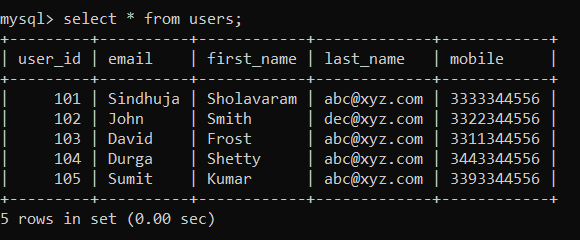 mysql> select * from users;
+---------+----------+------------+-------------+------------+
| user_id | email    | first_name | last_name   | mobile     |
+---------+----------+------------+-------------+------------+
|     101 | Sindhuja | Sholavaram | abc@xyz.com | 3333344556 |
|     102 | John     | Smith      | dec@xyz.com | 3322344556 |
|     103 | David    | Frost      | abc@xyz.com | 3311344556 |
|     104 | Durga    | Shetty     | abc@xyz.com | 3443344556 |
|     105 | Sumit    | Kumar      | abc@xyz.com | 3393344556 |
+---------+----------+------------+-------------+------------+
5 rows in set (0.00 sec)